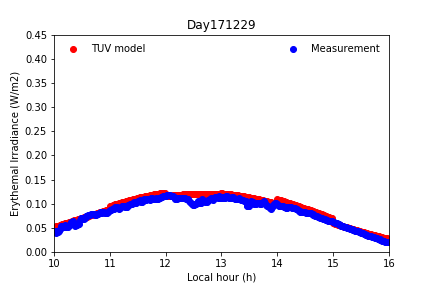 Day171229
TUV model
Measurement
Erythemal Irradiance (W/m2)
0.45
0.40
0.35
0.30
0.25
0.20
0.15
0.10
0.05
0.00
10 11 12 13 14 15 16
Local hour (h)